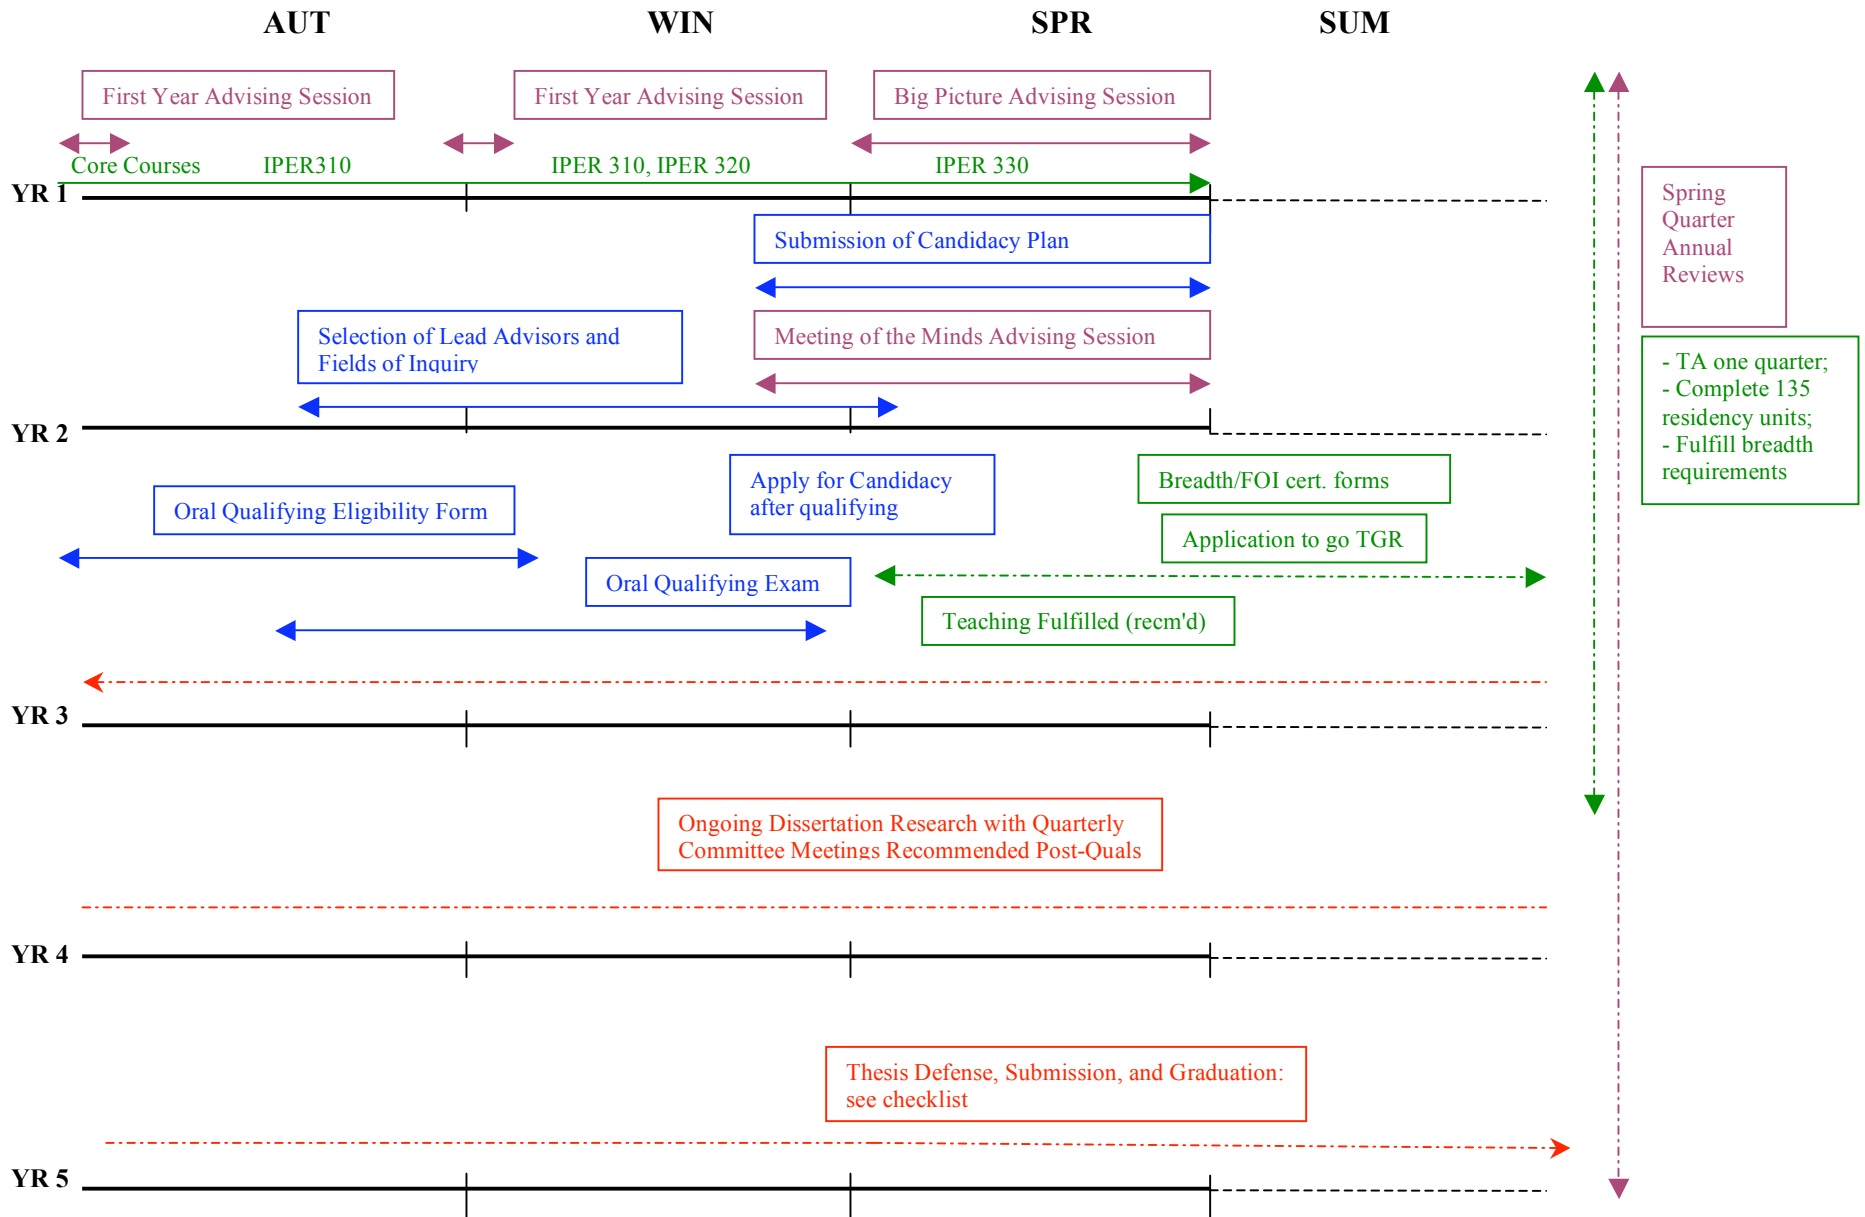 AUT WIN SPR SUM
First Year Advising Session
First Year Advising Session
Big Picture Advising Session
Core Courses IPER310 IPER 310, IPER 320 IPER 330
YR 1
Submission of Candidacy Plan
Selection of Lead Advisors and
Fields of Inquiry
Meeting of the Minds Advising Session
YR 2
Oral Qualifying Eligibility Form
Apply for Candidacy
after qualifying
Breadth/FOI cert. forms
Application to go TGR
Oral Qualifying Exam
Teaching Fulfilled (recm'd)
YR 3
Ongoing Dissertation Research with Quarterly
Committee Meetings Recommended Post-Quals
YR 4
Thesis Defense, Submission, and Graduation:
see checklist
YR 5
Spring
Quarter
Annual
Reviews
- TA one quarter;
- Complete 135
residency units;
- Fulfill breadth
requirements